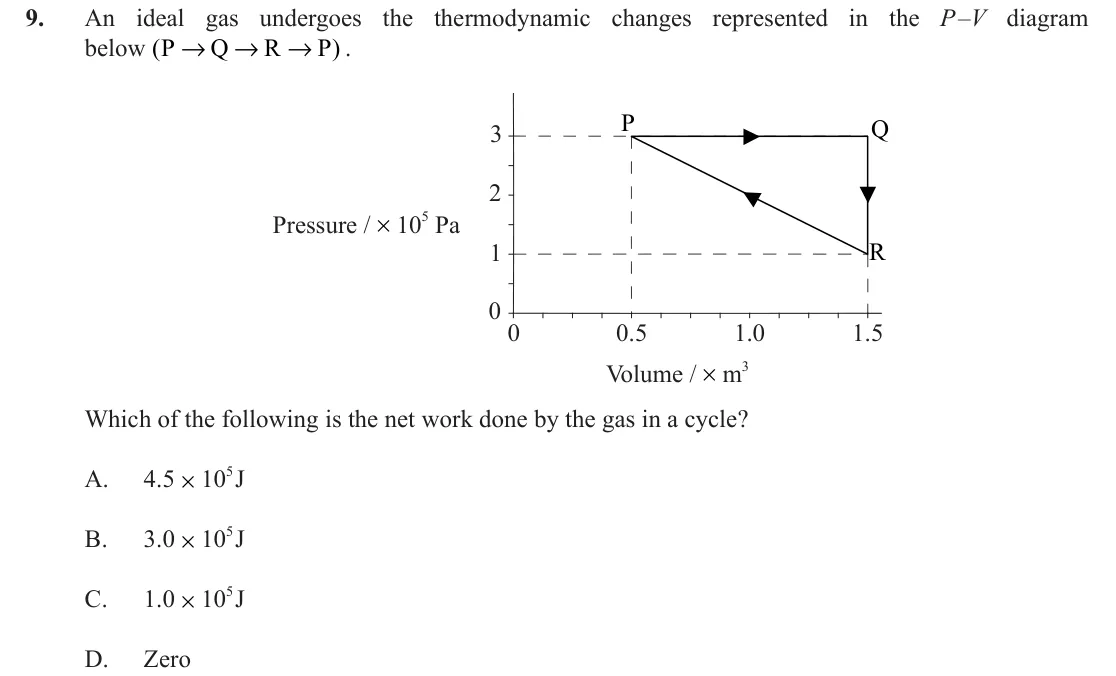 9. An ideal gas undergoes the thermodynamic changes represented in the P–V diagram
below (P → Q → R → P).
P
Q
3
2
Pressure / × 10⁵ Pa
1
R
0
0 0.5 1.0 1.5
Volume / × m³
Which of the following is the net work done by the gas in a cycle?
A. 4.5 × 10⁵ J
B. 3.0 × 10⁵ J
C. 1.0 × 10⁵ J
D. Zero